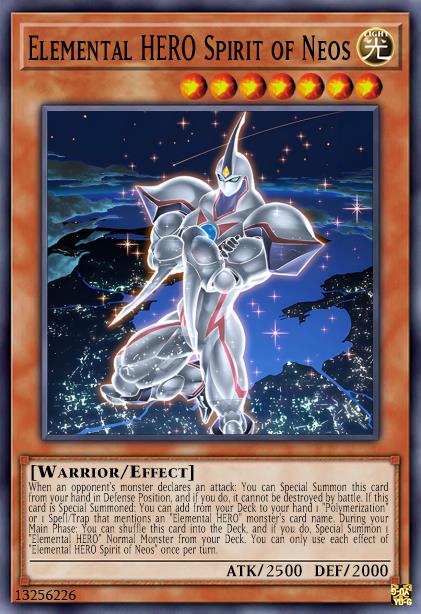 Elemental HERO Spirit of Neos
LIGHT
光
[Warrior/Effect]
When an opponent's monster declares an attack: You can Special Summon this card
from your hand in Defense Position, and if you do, it cannot be destroyed by battle. If this
card is Special Summoned: You can add from your Deck to your hand 1 "Polymerization"
or 1 Spell/Trap that mentions an "Elemental HERO" monster's card name. During your
Main Phase: You can shuffle this card into the Deck, and if you do, Special Summon 1
"Elemental HERO" Normal Monster from your Deck. You can only use each effect of
"Elemental HERO Spirit of Neos" once per turn.
ATK/2500 DEF/2000
13256226